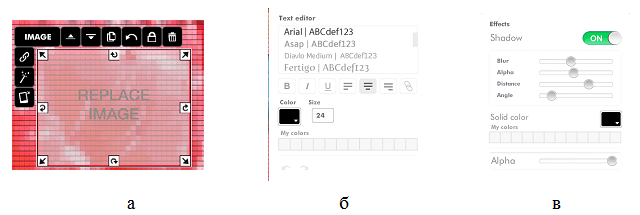 IMAGE
REPLACE
IMAGE
Text editor
Arial | ABCdef123
Asap | ABCdef123
Diavlo Medium | ABCdef123
Fertigo | ABCdef123
B I U
Color Size
24
My colors
Effects
Shadow ON
Blur
Alpha
Distance
Angle
Solid color
My colors
Alpha
а б в